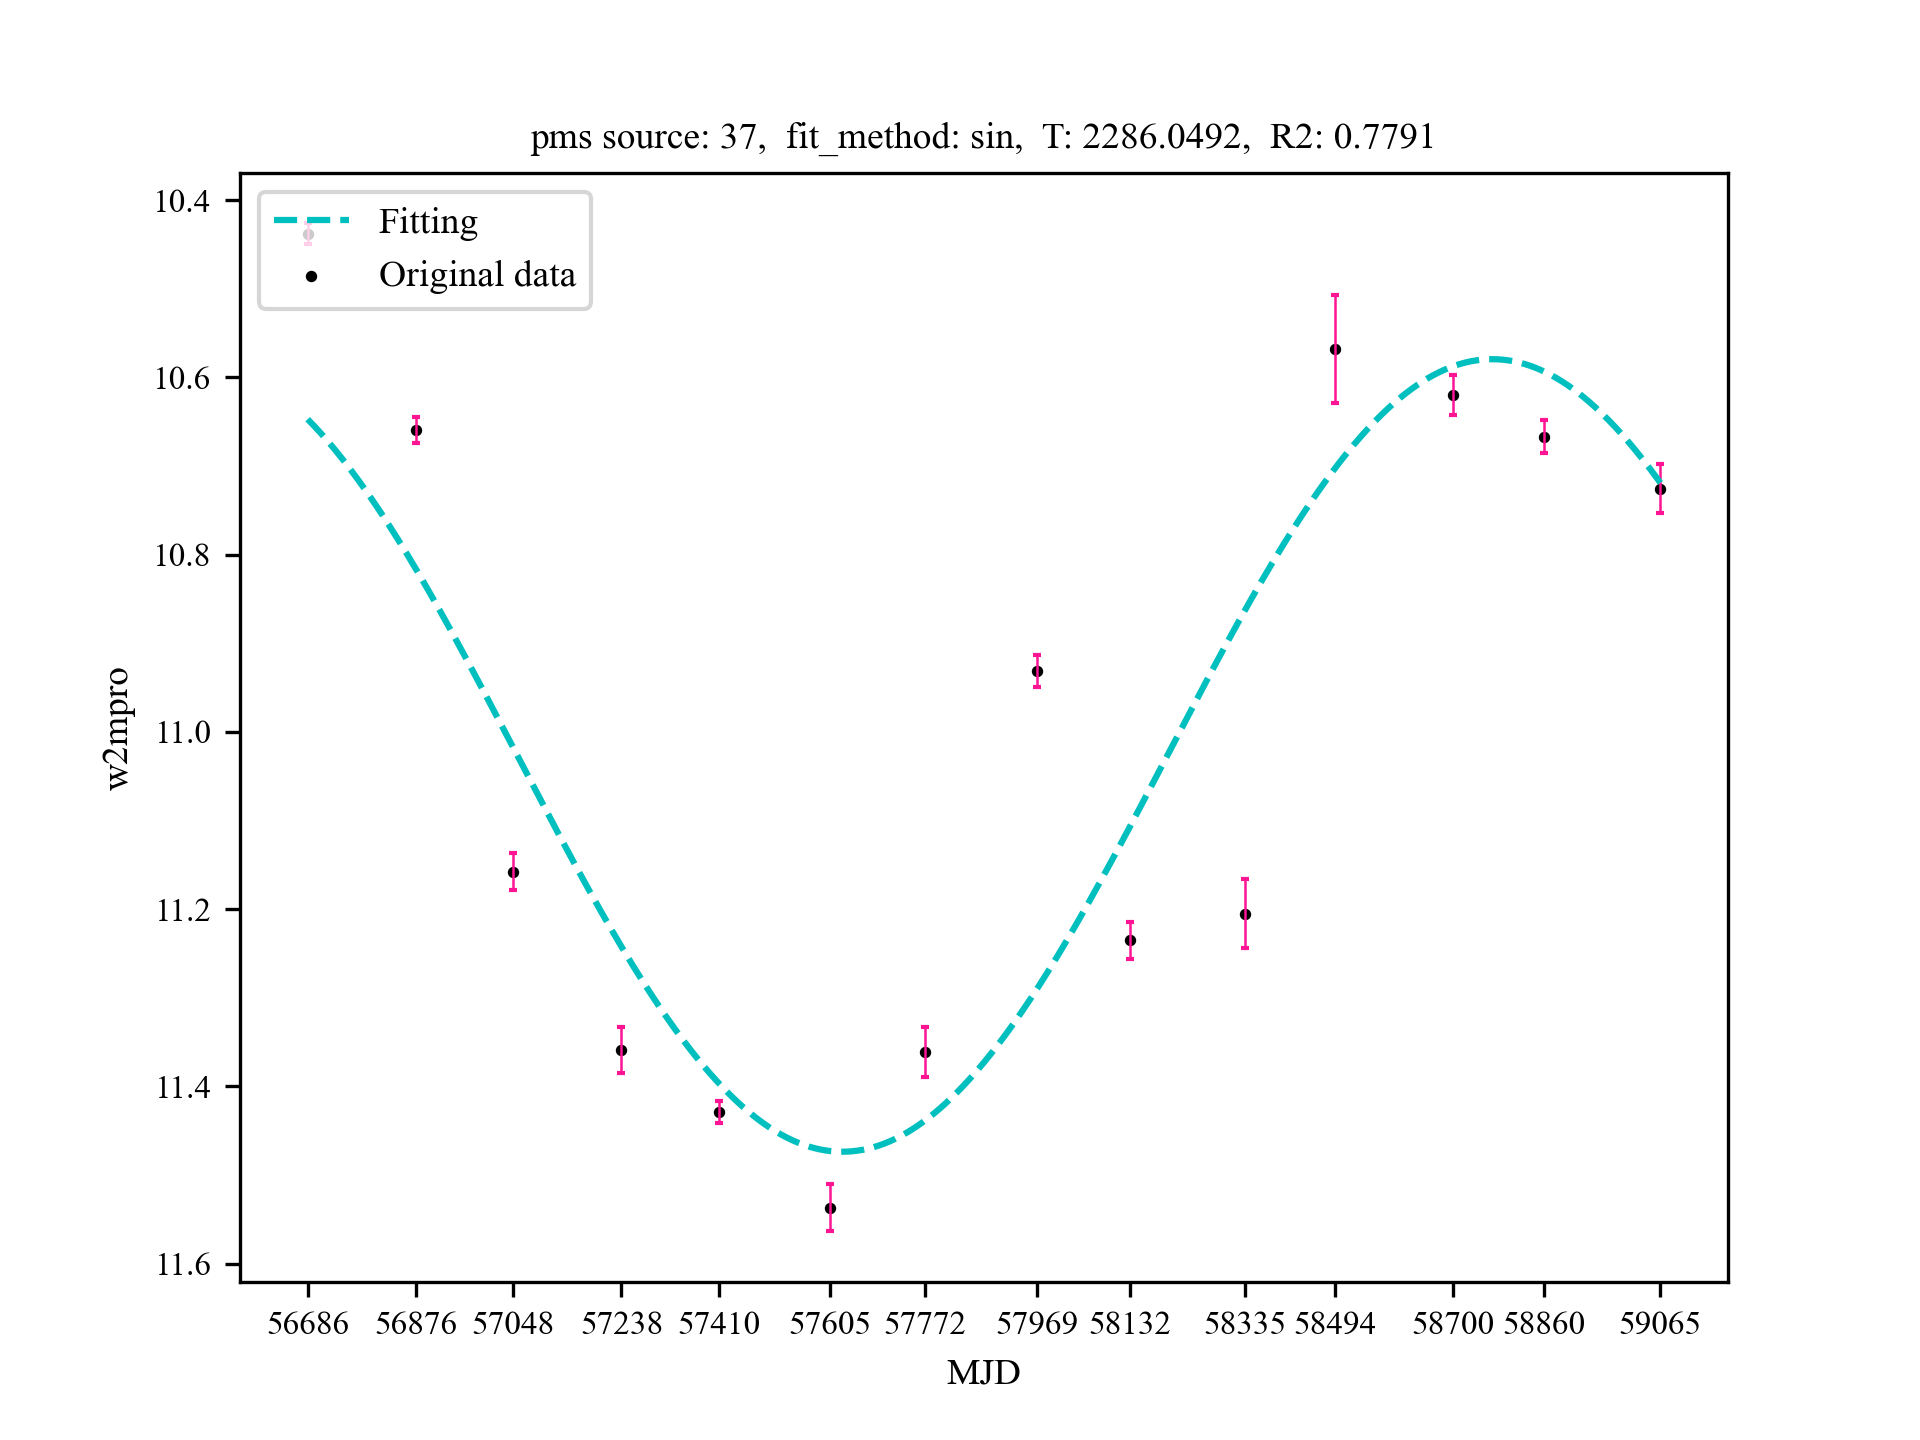 pms source: 37,  fit_method: sin,  T: 2286.0492,  R2: 0.7791
Fitting
Original data
10.4
10.6
10.8
11.0
11.2
11.4
11.6
w2mpro
56686 56876 57048 57238 57410 57605 57772 57969 58132 58335 58494 58700 58860 59065
MJD